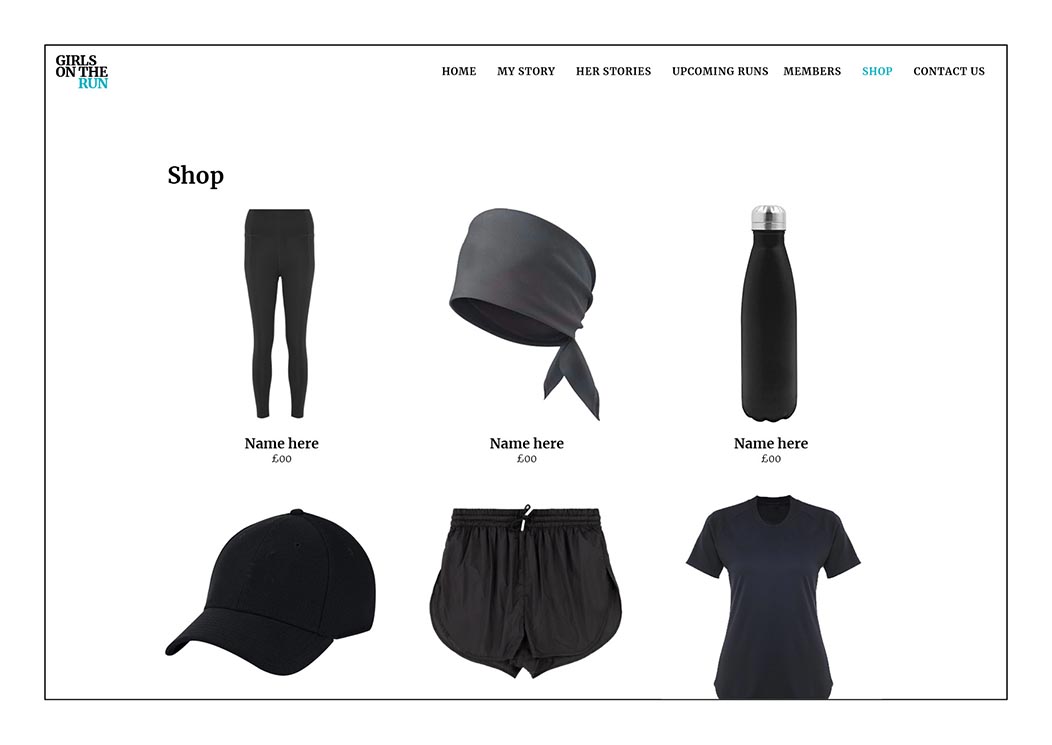 GIRLS
ON THE
RUN
HOME MY STORY HER STORIES UPCOMING RUNS MEMBERS SHOP CONTACT US
Shop
Name here Name here Name here
£00 £00 £00